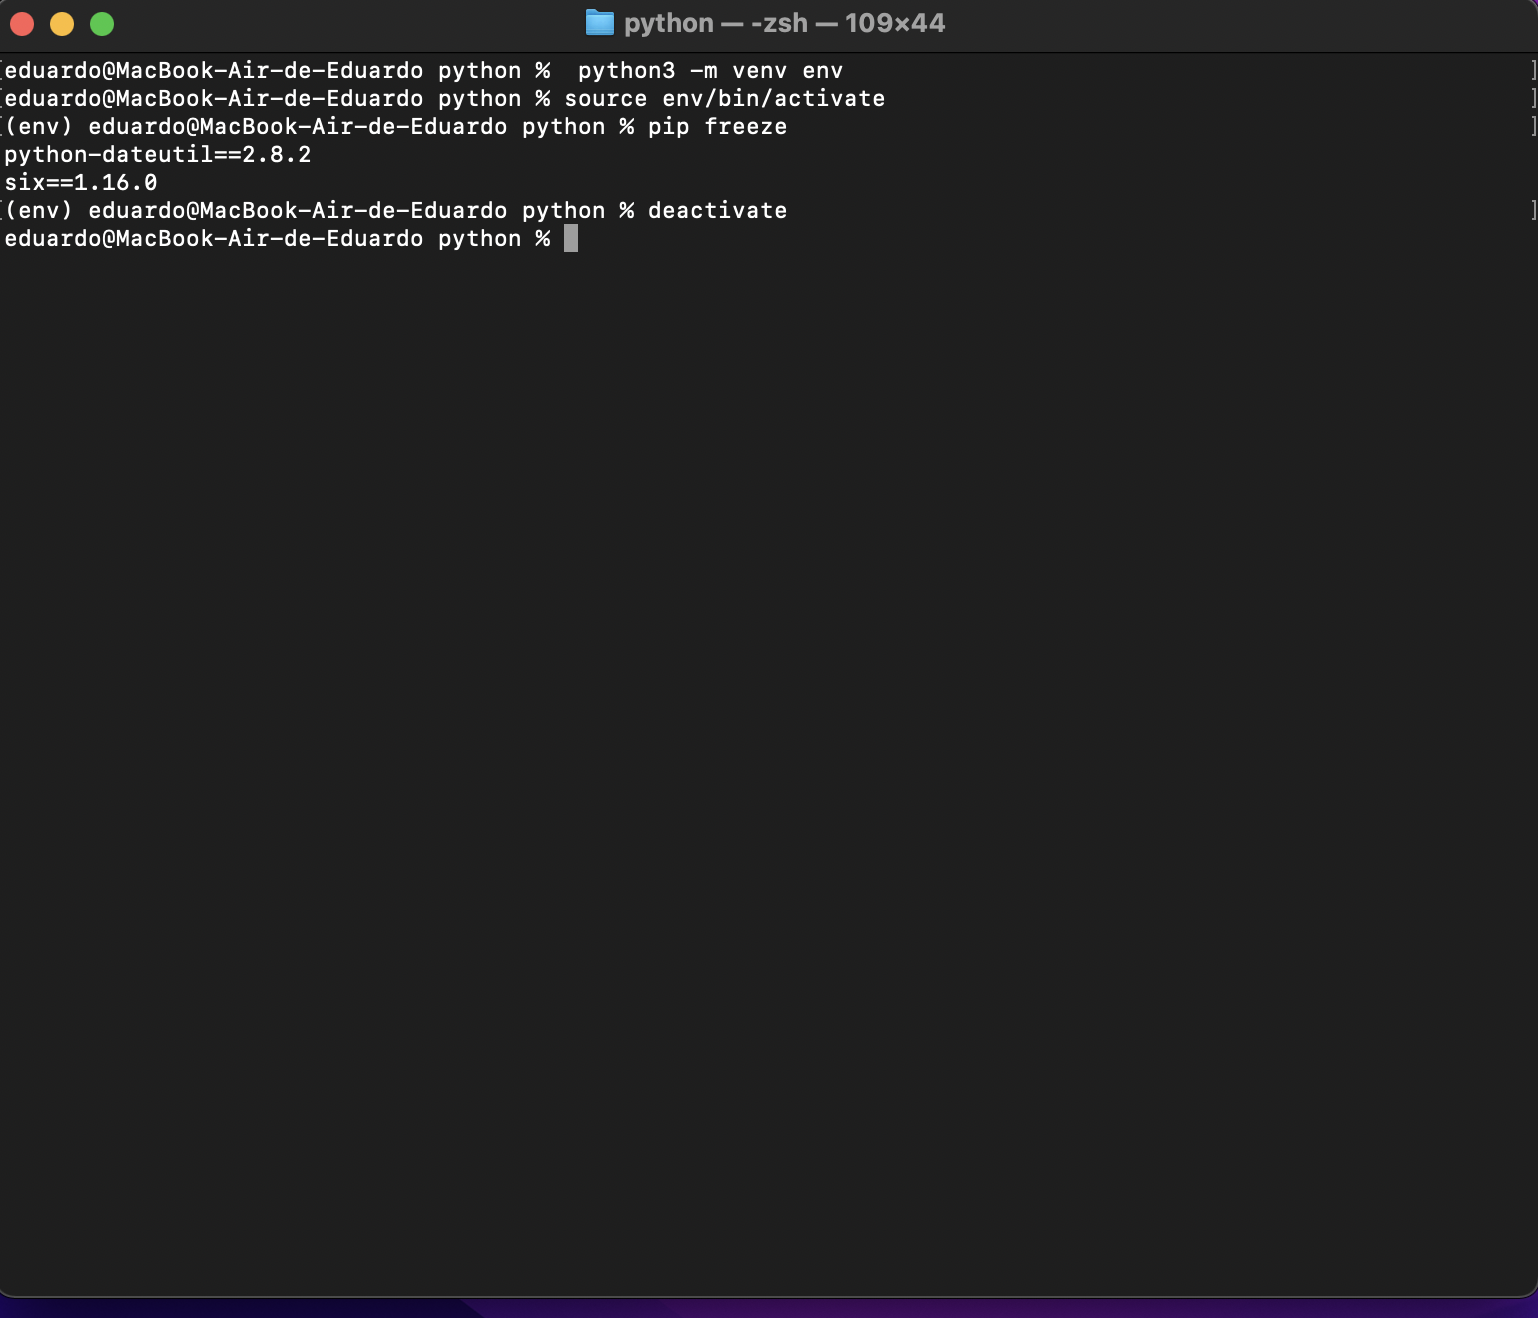 python — -zsh — 109×44
[eduardo@MacBook-Air-de-Eduardo python %  python3 -m venv env ]
[eduardo@MacBook-Air-de-Eduardo python % source env/bin/activate ]
[(env) eduardo@MacBook-Air-de-Eduardo python % pip freeze ]
python-dateutil==2.8.2
six==1.16.0
[(env) eduardo@MacBook-Air-de-Eduardo python % deactivate ]
eduardo@MacBook-Air-de-Eduardo python %